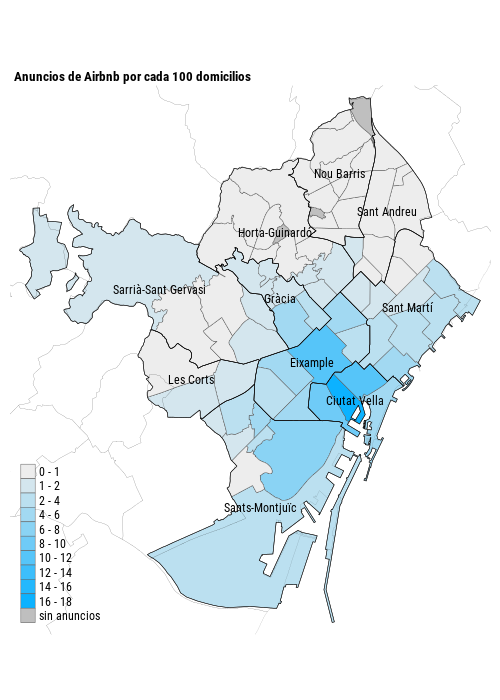 Anuncios de Airbnb por cada 100 domicilios
Nou Barris
Sant Andreu
Horta-Guinardó
Sarrià-Sant Gervasi
Gràcia
Sant Martí
Eixample
Les Corts
Ciutat Vella
Sants-Montjuïc
0 - 1
1 - 2
2 - 4
4 - 6
6 - 8
8 - 10
10 - 12
12 - 14
14 - 16
16 - 18
sin anuncios